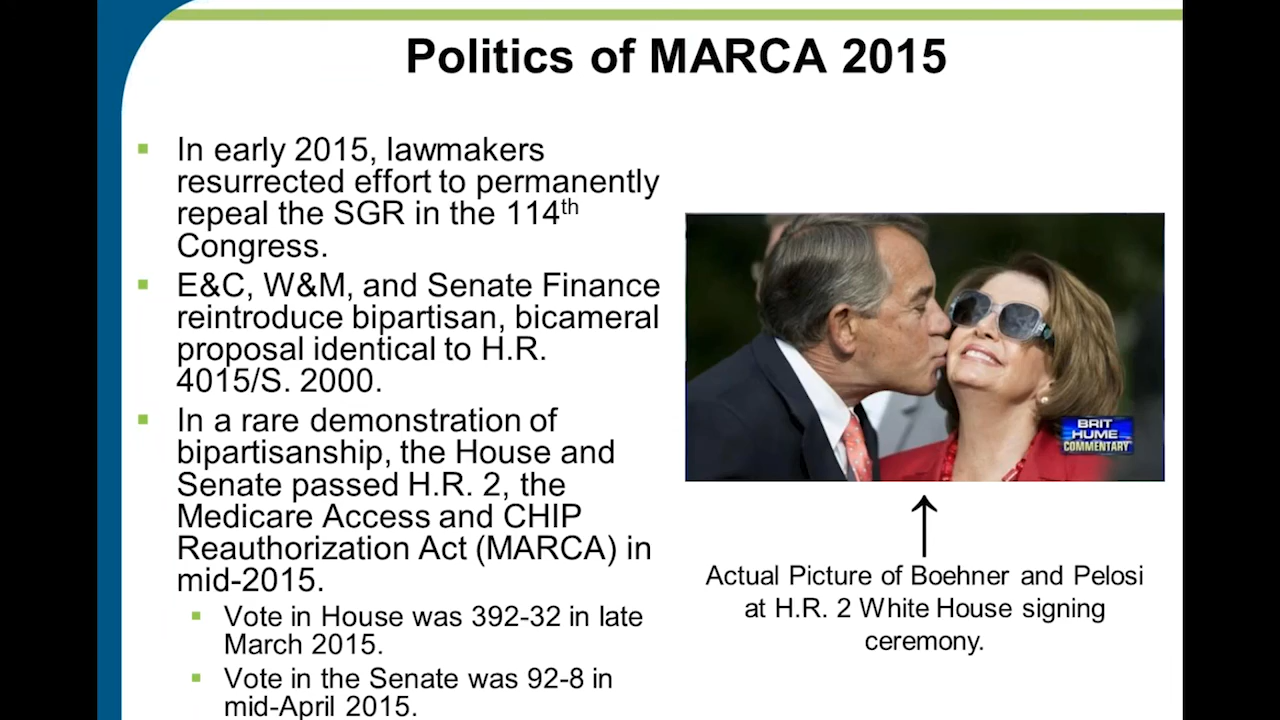 Politics of MARCA 2015
In early 2015, lawmakers
resurrected effort to permanently
repeal the SGR in the 114th
Congress.
E&C, W&M, and Senate Finance
reintroduce bipartisan, bicameral
proposal identical to H.R.
4015/S. 2000.
In a rare demonstration of
bipartisanship, the House and
Senate passed H.R. 2, the
Medicare Access and CHIP
Reauthorization Act (MARCA) in
mid-2015.
Vote in House was 392-32 in late
March 2015.
Vote in the Senate was 92-8 in
mid-April 2015.
BRIT
HUME
COMMENTARY
Actual Picture of Boehner and Pelosi
at H.R. 2 White House signing
ceremony.